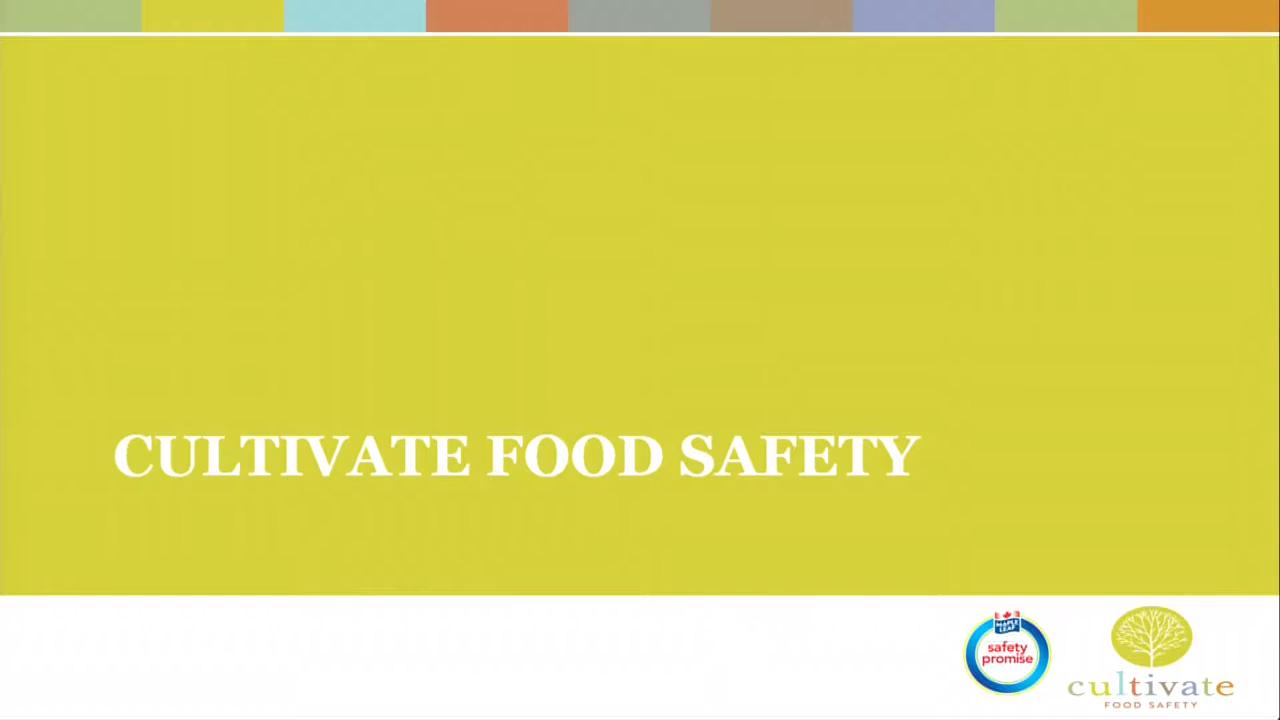 CULTIVATE FOOD SAFETY
MAPLE
LEAF
safety
promise
cultivate
FOOD SAFETY